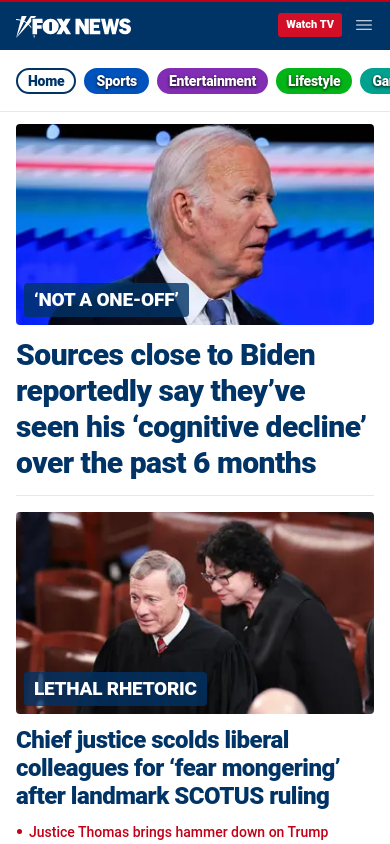 FOX NEWS
Watch TV
Home
Sports
Entertainment
Lifestyle
Ga
‘NOT A ONE-OFF’
Sources close to Biden
reportedly say they’ve
seen his ‘cognitive decline’
over the past 6 months
LETHAL RHETORIC
Chief justice scolds liberal
colleagues for ‘fear mongering’
after landmark SCOTUS ruling
• Justice Thomas brings hammer down on Trump